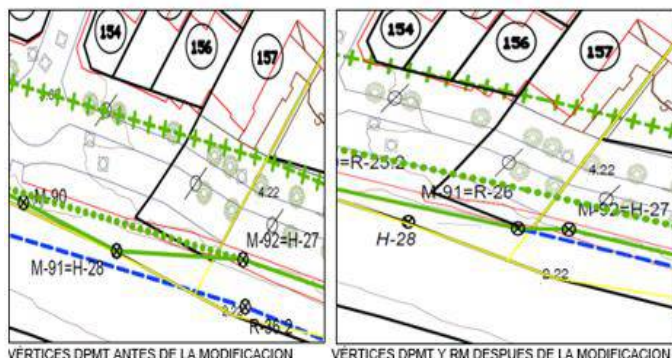 154
156
157
4.22
M-90
M-92=H-27
M-91=H-28
R-36.2
VÉRTICES DPMT ANTES DE LA MODIFICACION
154
156
157
4.22
=R-25.2
M-91=R-26
M-92=H-27
H-28
2.22
VÉRTICES DPMT Y RM DESPUES DE LA MODIFICACION